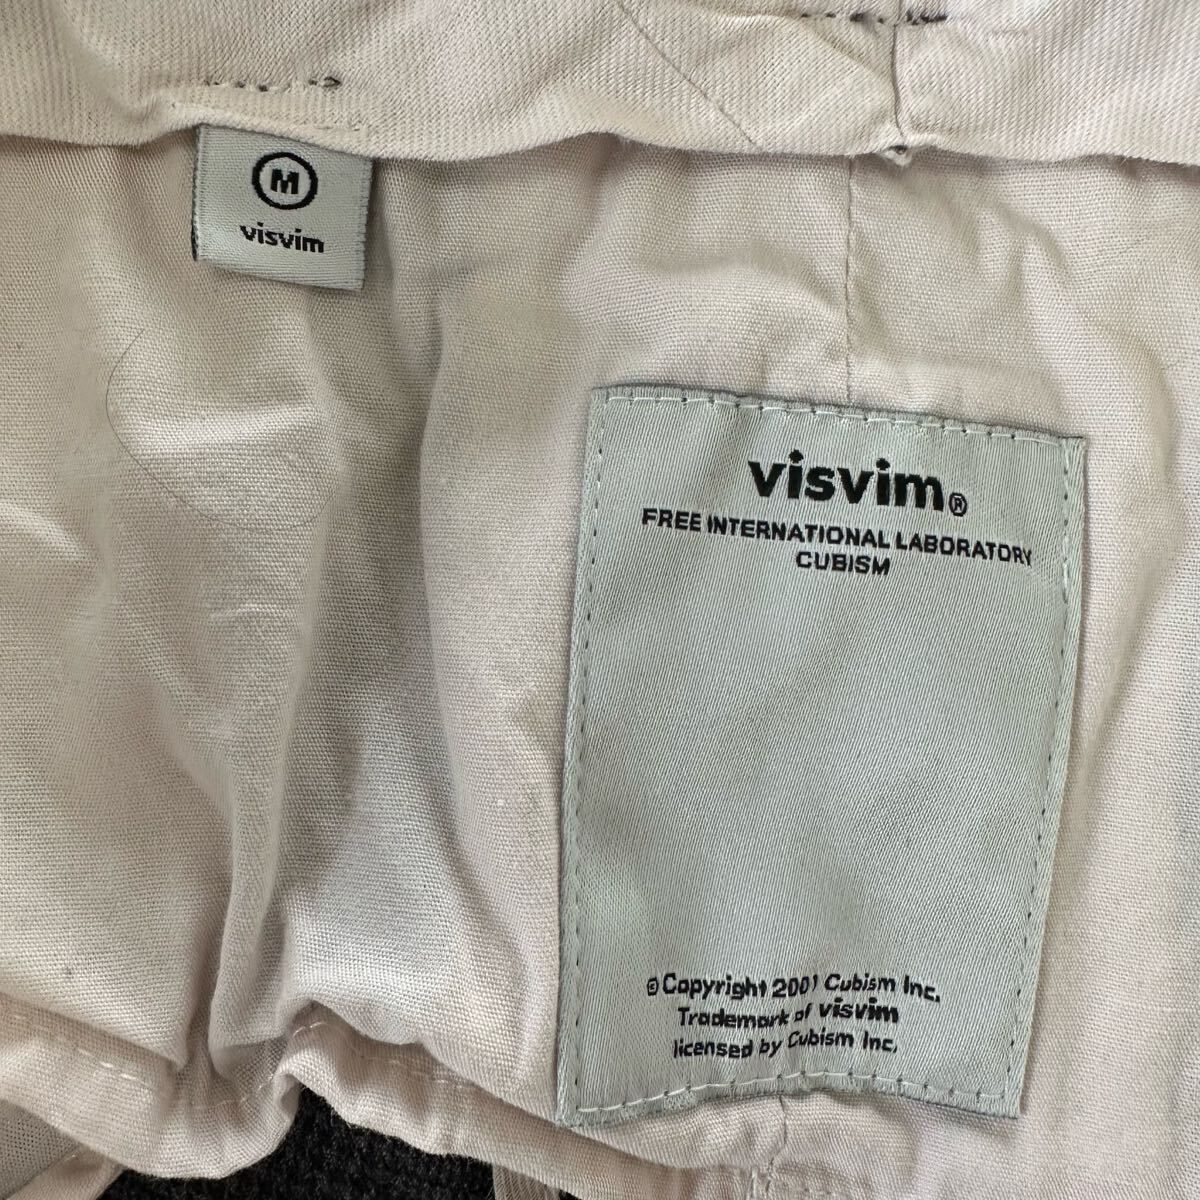 M
visvim
visvim®
FREE INTERNATIONAL LABORATORY
CUBISM
© Copyright 2001 Cubism Inc.
Trademark of visvim
licensed by Cubism Inc.